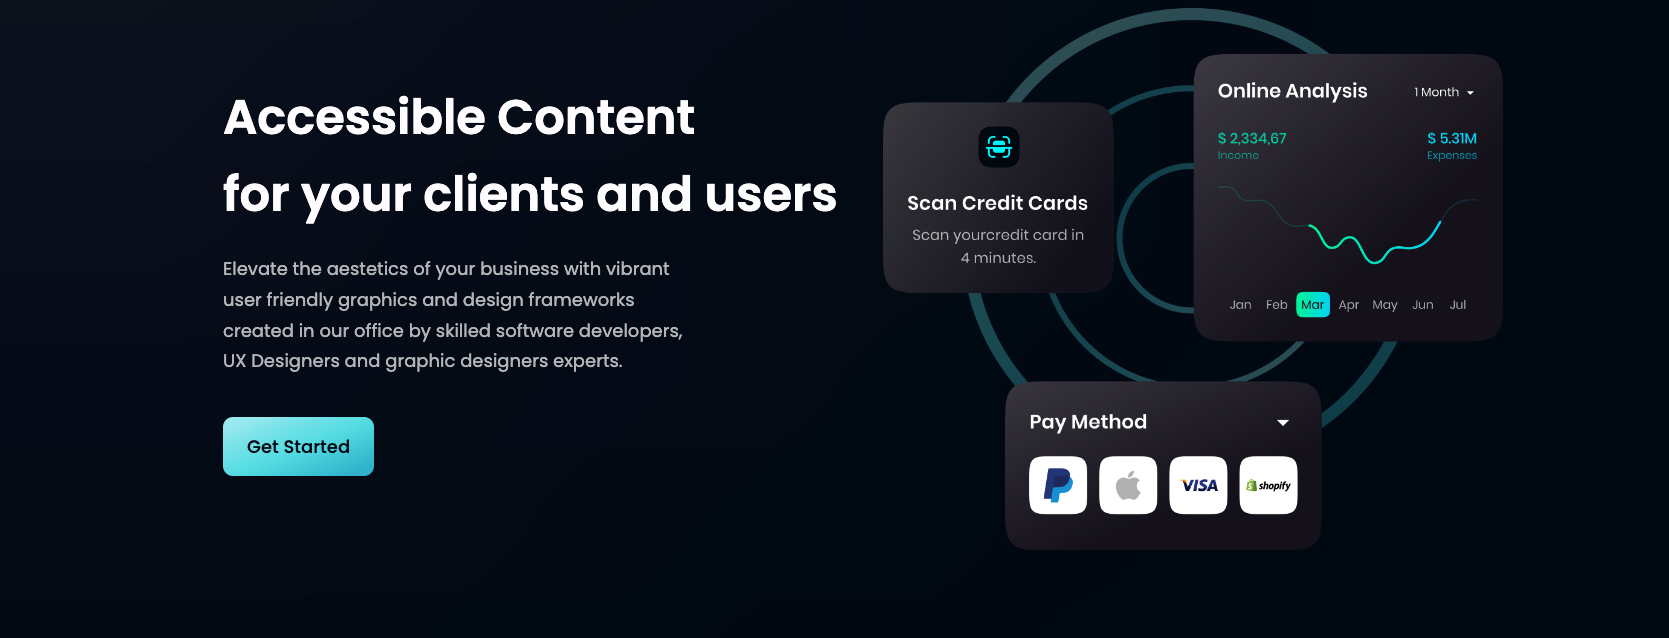 Accessible Content
for your clients and users
Elevate the aestetics of your business with vibrant
user friendly graphics and design frameworks
created in our office by skilled software developers,
UX Designers and graphic designers experts.
Get Started
Scan Credit Cards
Scan yourcredit card in
4 minutes.
Online Analysis
1 Month
$ 2,334,67
$ 5.31M
Income
Expenses
Jan Feb Mar Apr May Jun Jul
Pay Method
VISA
shopify